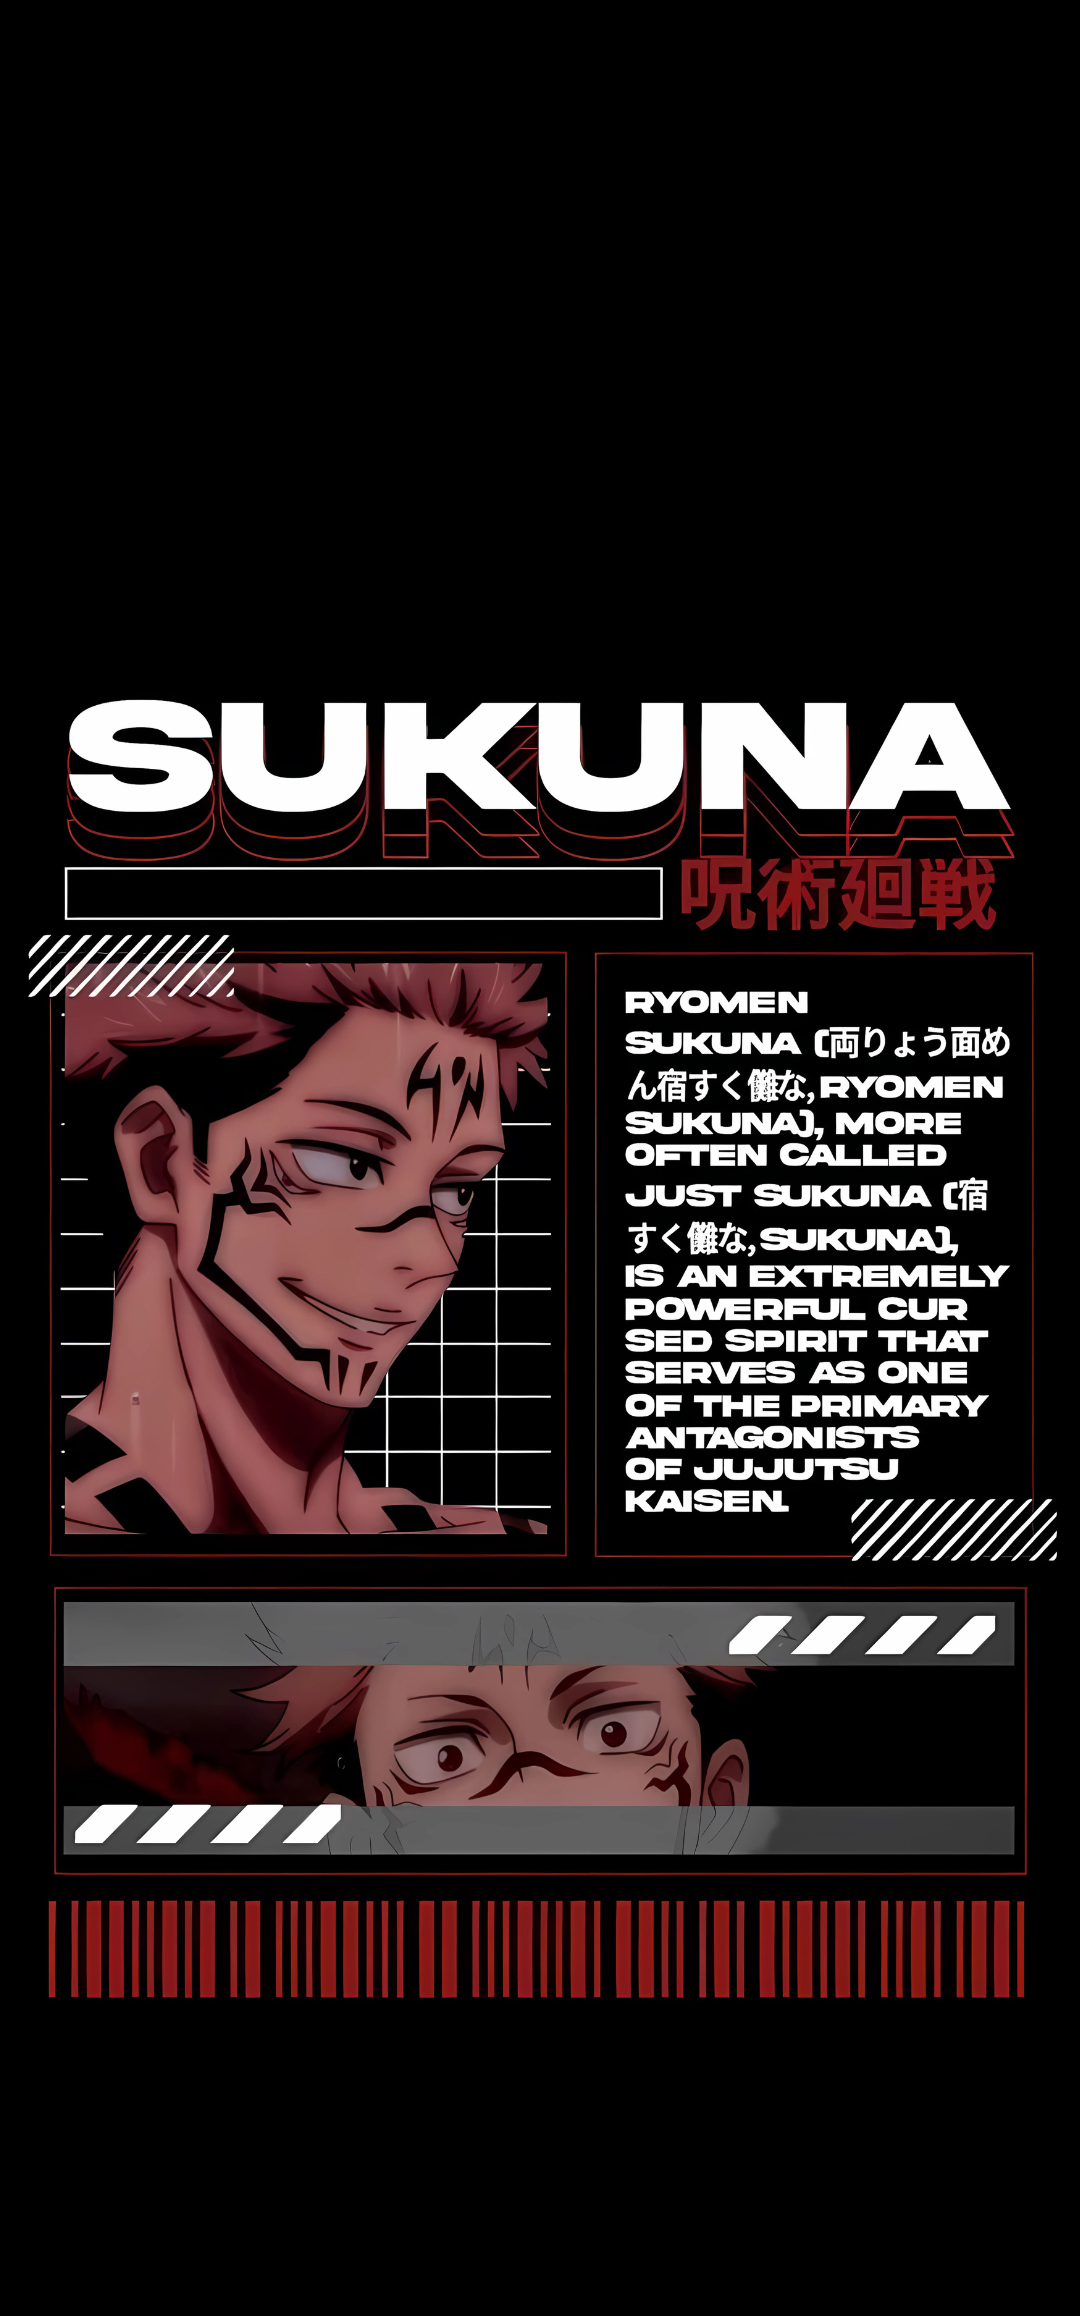 SUKUNA
呪術廻戦
RYOMEN
SUKUNA (両りょう面め
ん宿すく儺な, RYOMEN
SUKUNA), MORE
OFTEN CALLED
JUST SUKUNA (宿
すく儺な, SUKUNA),
IS AN EXTREMELY
POWERFUL CUR
SED SPIRIT THAT
SERVES AS ONE
OF THE PRIMARY
ANTAGONISTS
OF JUJUTSU
KAISEN.